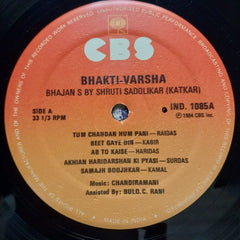 CBS
BHAKTI-VARSHA
BHAJAN S BY SHRUTI SADOLIKAR (KATKAR)
SIDE A
33 1/3 RPM
IND. 1085A
℗ 1984 CBS Inc.
TUM CHANDAN HUM PANI—RAIDAS
BEET GAYE DIN—KABIR
AB TO KAISE—HARIDAS
AKHIAN HARIDARSHAN KI PYASI—SURDAS
SAMAJH BOOJHKAR—KAMAL
Music: CHANDIRAMANI
Assisted By: BULO.C. RANI
MADE IN INDIA